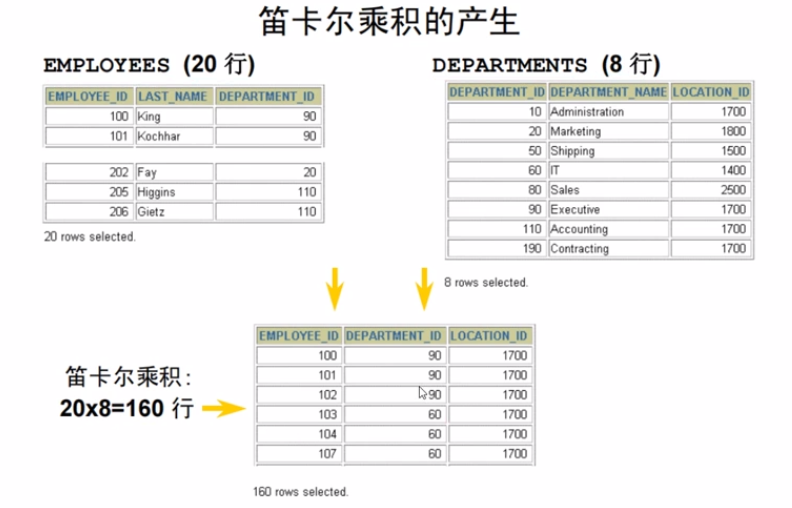 笛卡尔乘积的产生
EMPLOYEES (20 行)
EMPLOYEE_ID LAST_NAME DEPARTMENT_ID
100 King 90
101 Kochhar 90
202 Fay 20
205 Higgins 110
206 Gietz 110
20 rows selected.
DEPARTMENTS (8 行)
DEPARTMENT_ID DEPARTMENT_NAME LOCATION_ID
10 Administration 1700
20 Marketing 1800
50 Shipping 1500
60 IT 1400
80 Sales 2500
90 Executive 1700
110 Accounting 1700
190 Contracting 1700
8 rows selected.
笛卡尔乘积:
20x8=160 行
EMPLOYEE_ID DEPARTMENT_ID LOCATION_ID
100 90 1700
101 90 1700
102 90 1700
103 60 1700
104 60 1700
107 60 1700
160 rows selected.